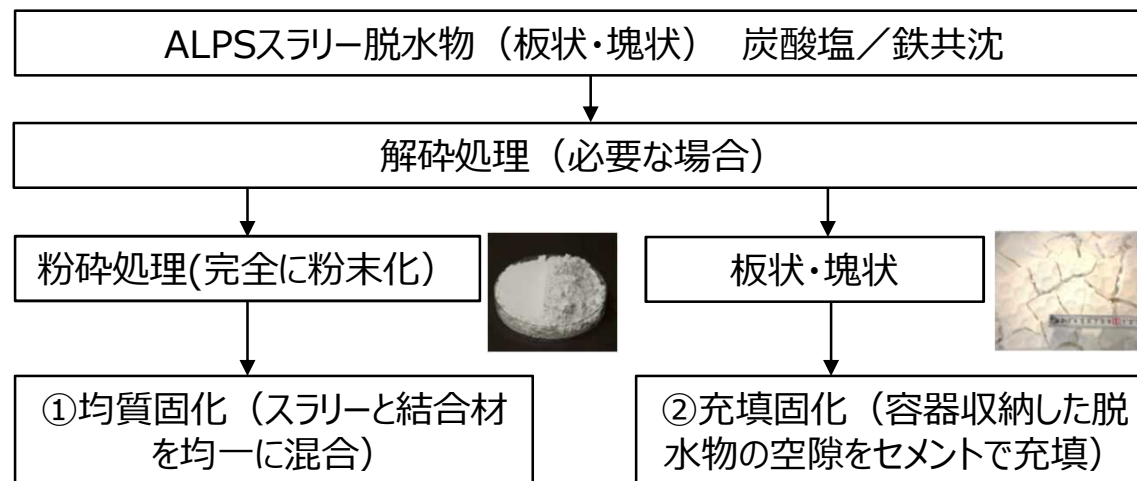 ALPSスラリー脱水物（板状・塊状）　炭酸塩／鉄共沈
解砕処理（必要な場合）
粉砕処理(完全に粉末化）
板状・塊状
①均質固化（スラリーと結合材
を均一に混合）
②充填固化（容器収納した脱
水物の空隙をセメントで充填）